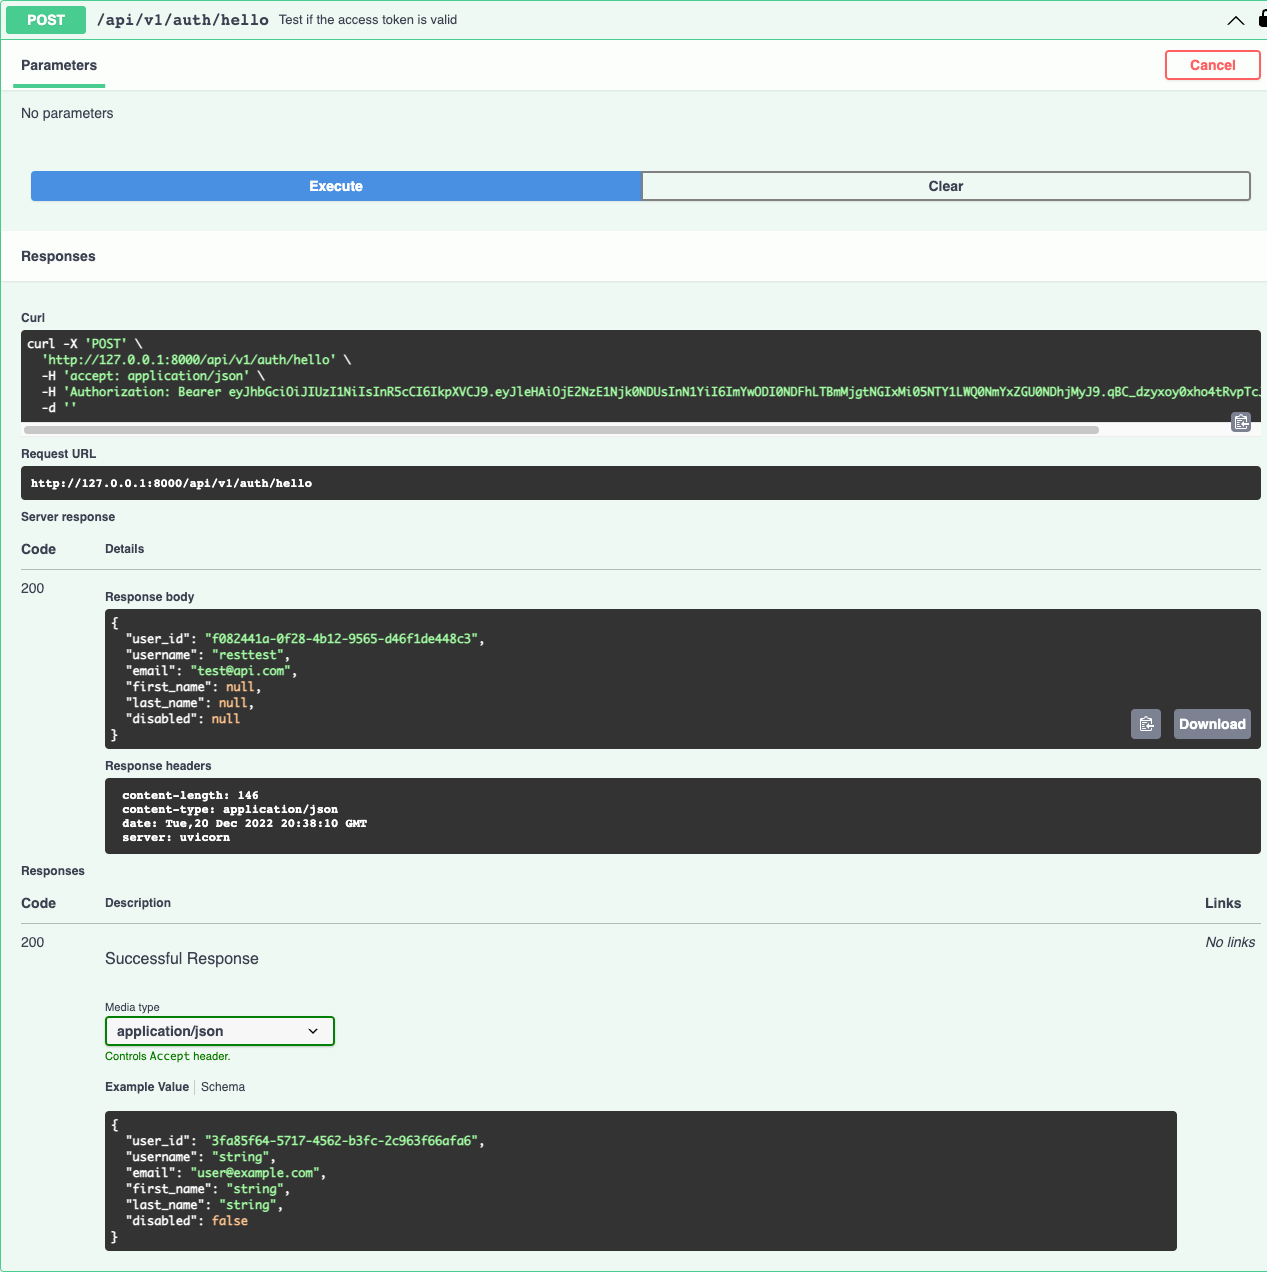 POST /api/v1/auth/hello Test if the access token is valid
Parameters Cancel
No parameters
Execute Clear
Responses
Curl
curl -X 'POST' \
'http://127.0.0.1:8000/api/v1/auth/hello' \
-H 'accept: application/json' \
-H 'Authorization: Bearer
-d ''
Request URL
http://127.0.0.1:8000/api/v1/auth/hello
Server response
Code Details
200
Response body
{
"user_id": "f082441a-0f28-4b12-9565-d46f1de448c3",
"username": "resttest",
"email": "test@api.com",
"first_name": null,
"last_name": null,
"disabled": null
}
Download
Response headers
content-length: 146
content-type: application/json
date: Tue,20 Dec 2022 20:38:10 GMT
server: uvicorn
Responses
Code Description Links
200 No links
Successful Response
Media type
application/json
Controls Accept header.
Example Value Schema
{
"user_id": "3fa85f64-5717-4562-b3fc-2c963f66afa6",
"username": "string",
"email": "user@example.com",
"first_name": "string",
"last_name": "string",
"disabled": false
}